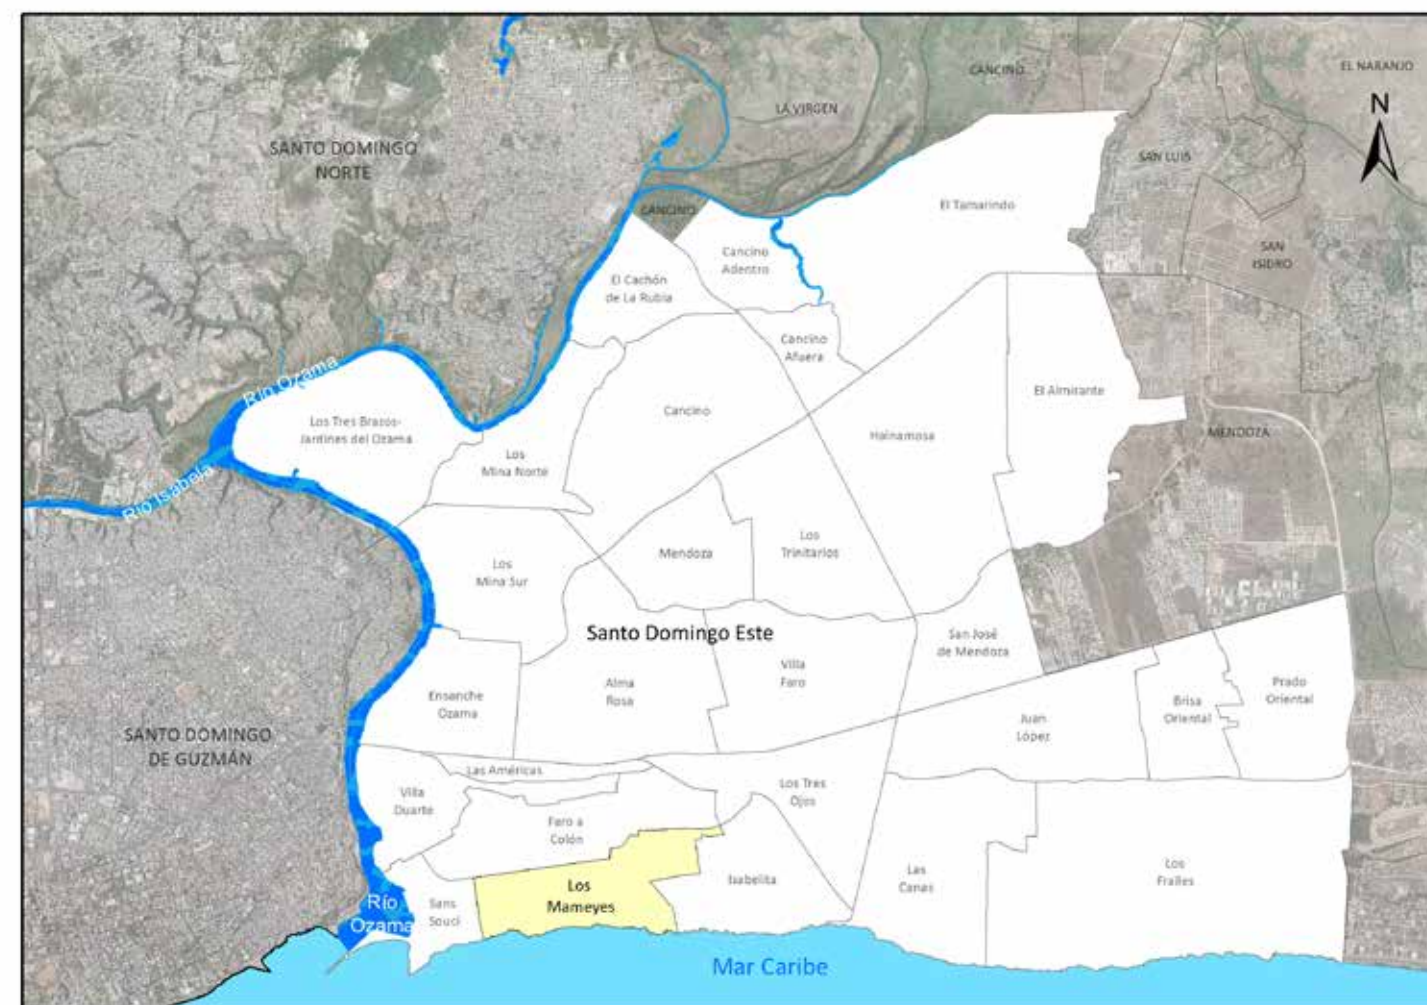 CANCINO
EL NARANJO
LA VIRGEN
N
SANTO DOMINGO
NORTE
SAN LUIS
El Tamarindo
CANCINO
SAN
ISIDRO
Cancino
Adentro
El Cachón
de La Rubia
Cancino
Afuera
Río Ozama
El Almirante
Cancino
Los Tres Brazos-
Jardines del Ozama
Hainamosa
MENDOZA
Los
Mina Norte
Río Isabela
Mendoza
Los
Trinitarios
Los
Mina Sur
Santo Domingo Este
San José
de Mendoza
Villa
Faro
Alma
Rosa
Ensanche
Ozama
Prado
Oriental
Brisa
Oriental
Juan
López
SANTO DOMINGO
DE GUZMÁN
Las Américas
Los Tres
Ojos
Villa
Duarte
Faro a
Colón
Las
Canas
Los
Frailes
Isabelita
Los
Mameyes
Sans
Souci
Río
Ozama
Mar Caribe